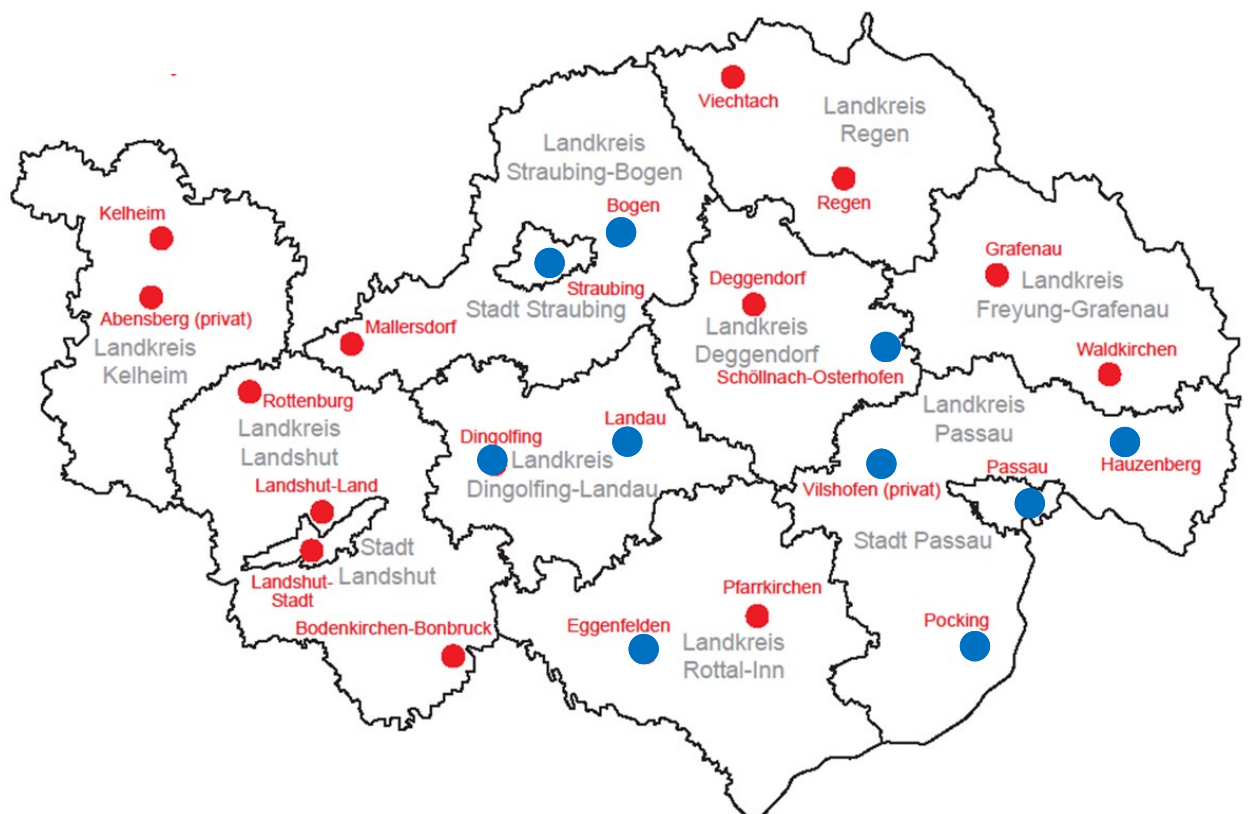 Viechtach
Landkreis
Regen
Regen
Landkreis
Straubing-Bogen
Bogen
Straubing
Stadt Straubing
Mallersdorf
Kelheim
Abensberg (privat)
Landkreis
Kelheim
Deggendorf
Landkreis
Deggendorf
Schöllnach-Osterhofen
Grafenau
Landkreis
Freyung-Grafenau
Waldkirchen
Rottenburg
Landkreis
Landshut
Landshut-Land
Stadt
Landshut
Landshut-
Stadt
Bodenkirchen-Bonbruck
Dingolfing
Landau
Landkreis
Dingolfing-Landau
Landkreis
Passau
Vilshofen (privat)
Passau
Hauzenberg
Stadt Passau
Pocking
Pfarrkirchen
Eggenfelden
Landkreis
Rottal-Inn